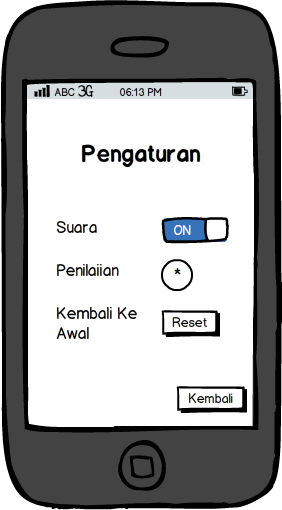 ABC 3G 06:13 PM
Pengaturan
Suara ON
Penilaiian *
Kembali Ke
Awal
Reset
Kembali